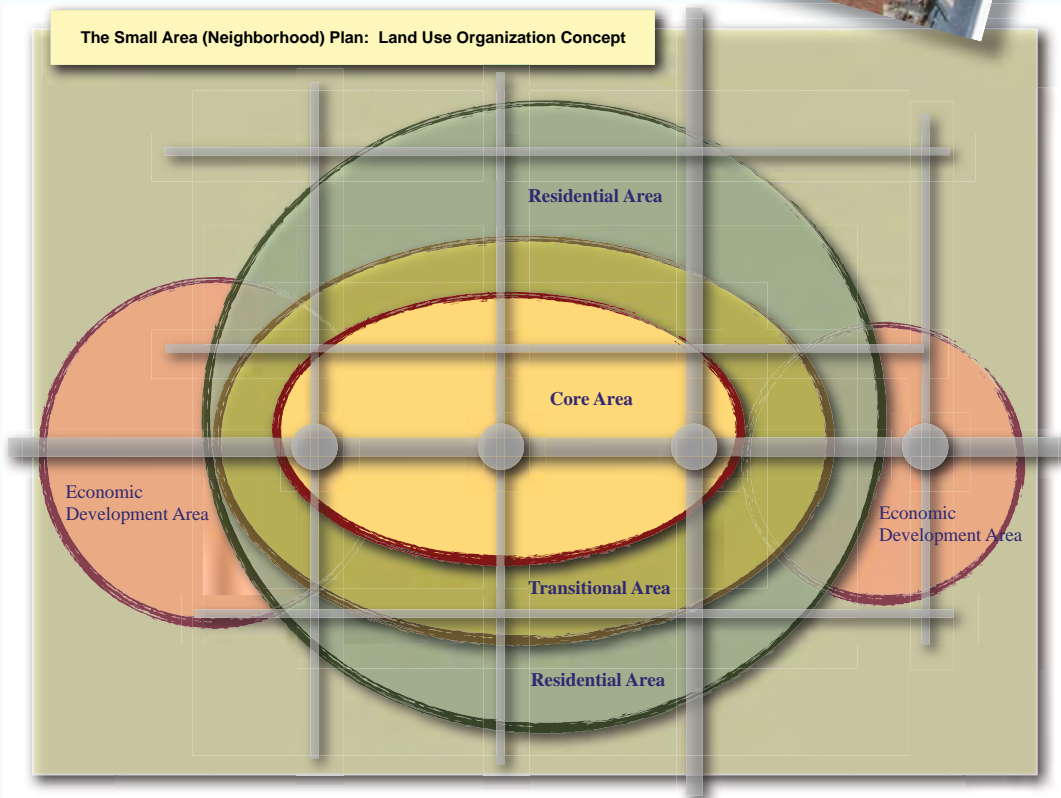 The Small Area (Neighborhood) Plan:  Land Use Organization Concept
Residential Area
Core Area
Economic
Development Area
Economic
Development Area
Transitional Area
Residential Area